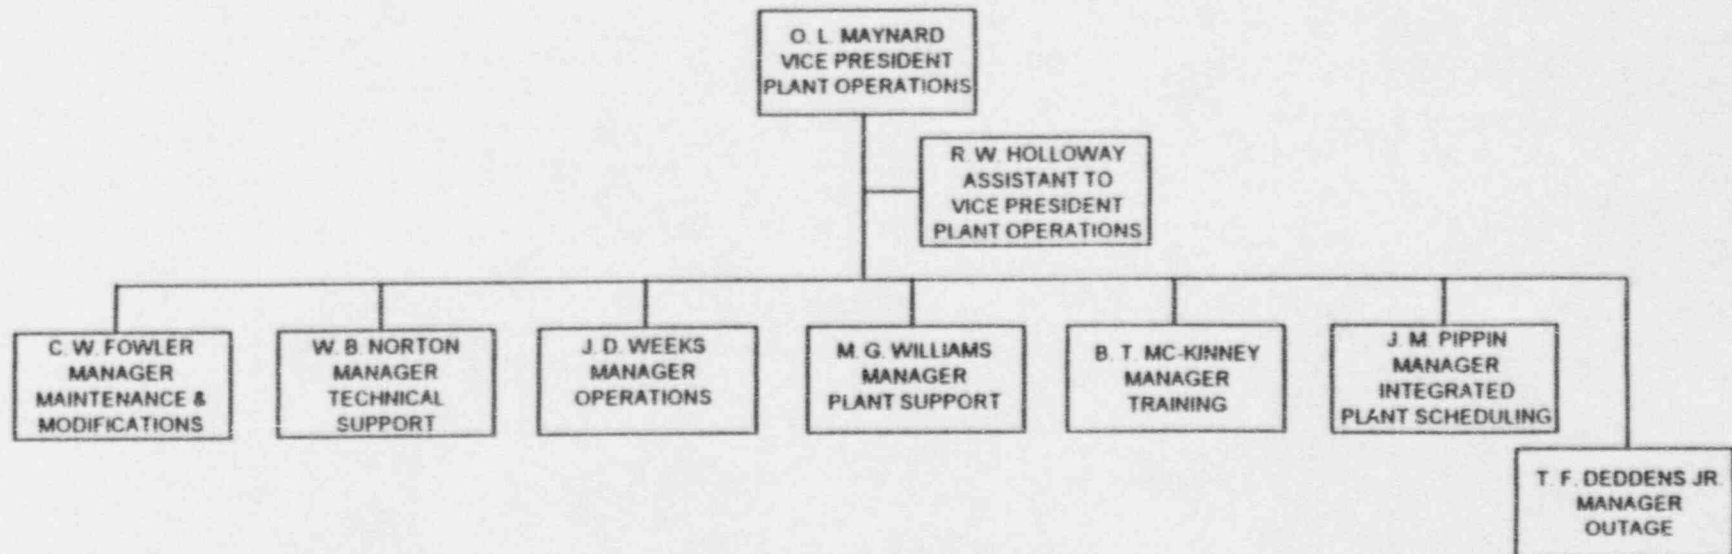 O. L. MAYNARD
VICE PRESIDENT
PLANT OPERATIONS
R. W. HOLLOWAY
ASSISTANT TO
VICE PRESIDENT
PLANT OPERATIONS
C. W. FOWLER
MANAGER
MAINTENANCE &
MODIFICATIONS
W. B. NORTON
MANAGER
TECHNICAL
SUPPORT
J. D. WEEKS
MANAGER
OPERATIONS
M. G. WILLIAMS
MANAGER
PLANT SUPPORT
B. T. MC-KINNEY
MANAGER
TRAINING
J. M. PIPPIN
MANAGER
INTEGRATED
PLANT SCHEDULING
T. F. DEDDENS JR.
MANAGER
OUTAGE